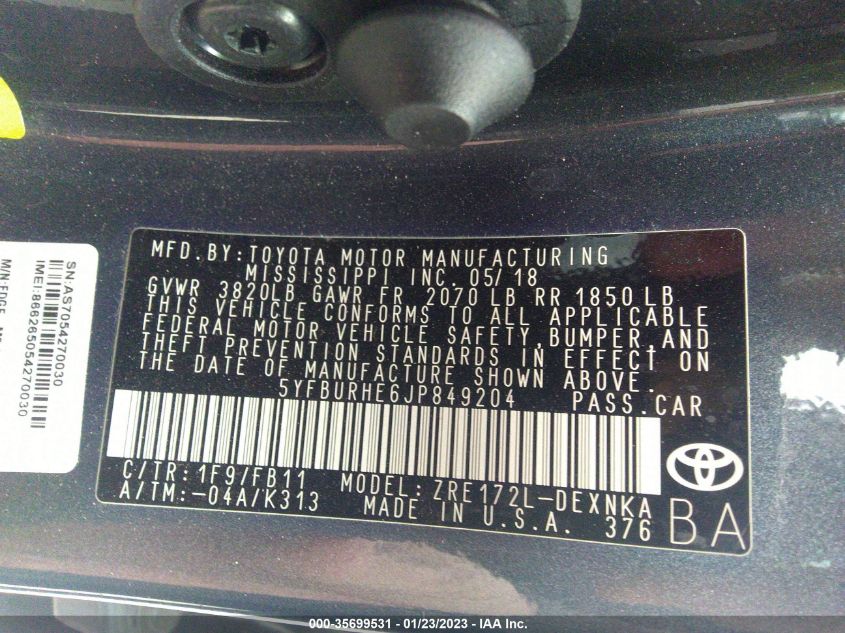 MFD.BY:TOYOTA MOTOR MANUFACTURING
MISSISSIPPI INC. 05/18
GVWR 3820LB GAWR FR 2070 LB RR 1850 LB
THIS VEHICLE CONFORMS TO ALL APPLICABLE
FEDERAL MOTOR VEHICLE SAFETY, BUMPER, AND
THEFT PREVENTION STANDARDS IN EFFECT ON
THE DATE OF MANUFACTURE SHOWN ABOVE.
5YFBURHE6JP849204 PASS.CAR
C/TR:1F9/FB11 MODEL:ZRE172L-DEXNKA
A/TM:-04A/K313 MADE IN U.S.A. 376
BA
SN:AS7054270030
IMEI:866265054270030
000-35699531 - 01/23/2023 - IAA Inc.